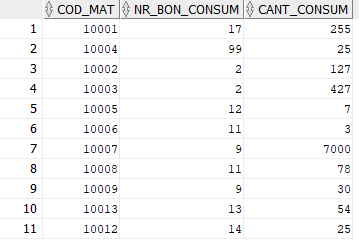 COD_MAT NR_BON_CONSUM CANT_CONSUM
1 10001 17 255
2 10004 99 25
3 10002 2 127
4 10003 2 427
5 10005 12 7
6 10006 11 3
7 10007 9 7000
8 10008 11 78
9 10009 9 30
10 10013 13 54
11 10012 14 25